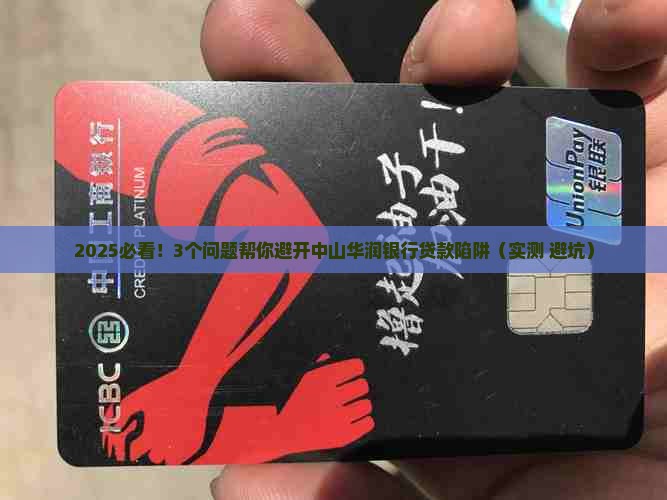 2025必看！3个问题帮你避开中山华润银行贷款陷阱（实测 避坑）
中国工商银行
CREDIT PLATINUM
ICBC
撸起袖子
加油干！
UnionPay
银联